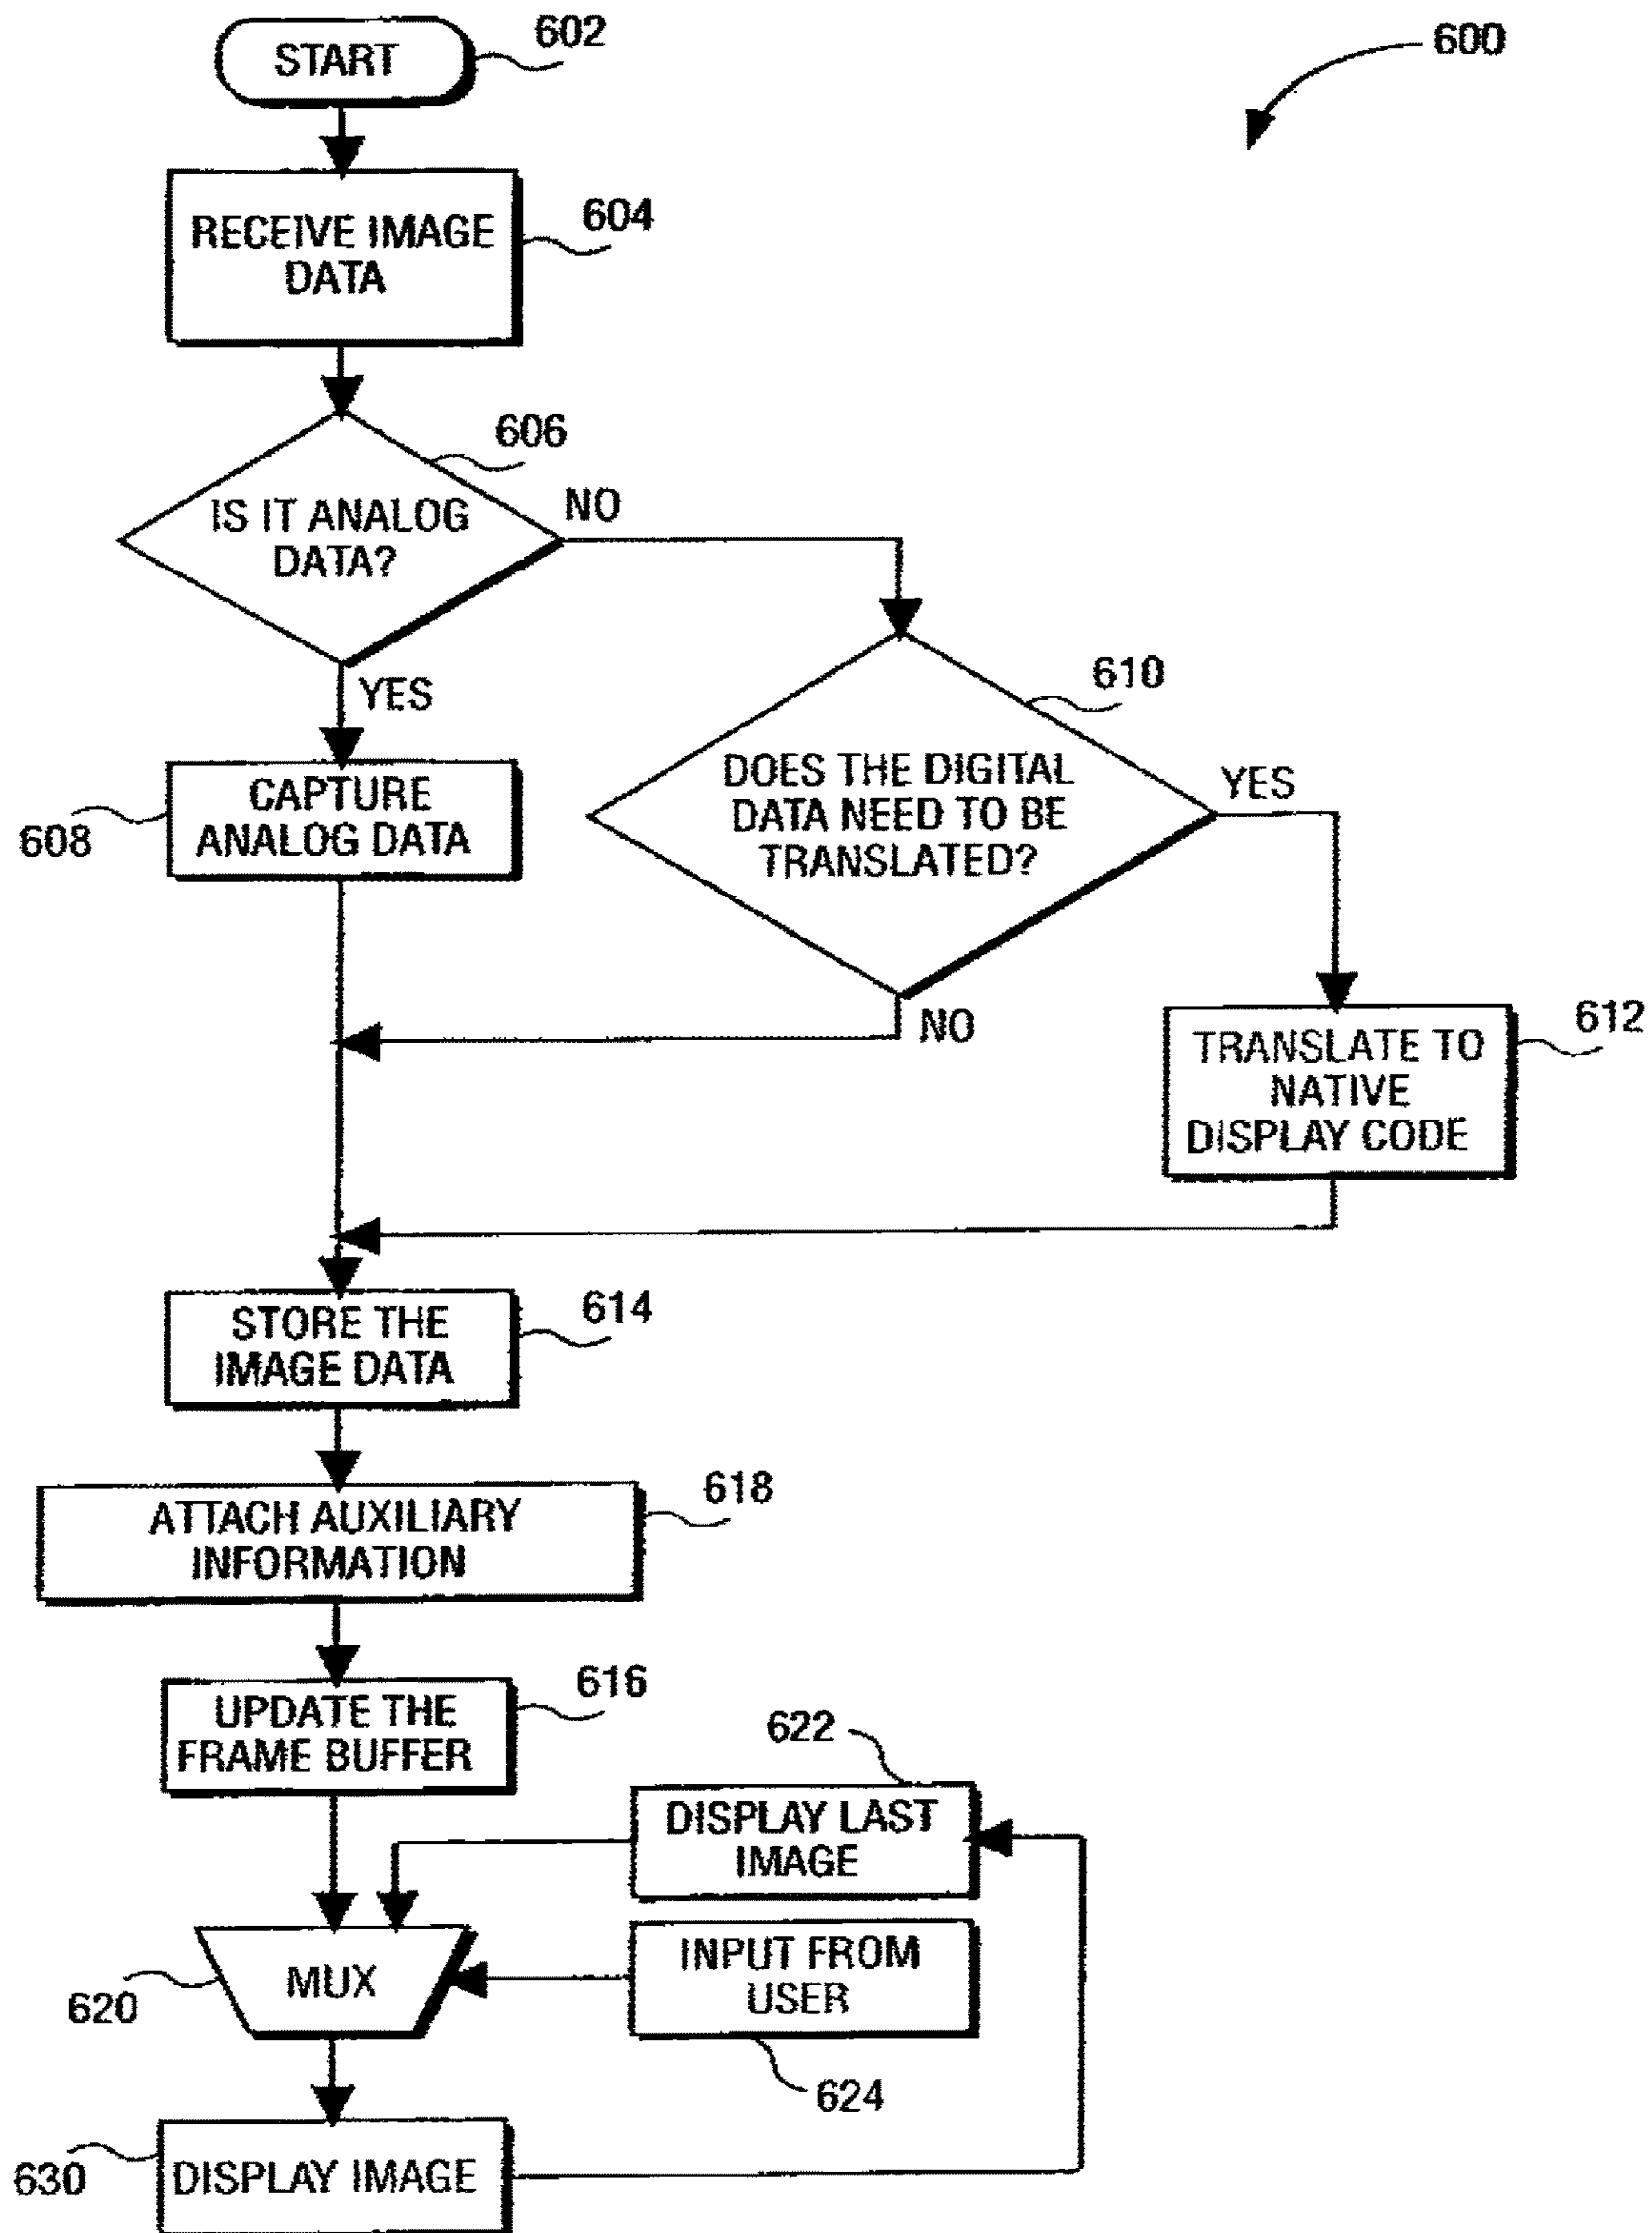 START
602
600
RECEIVE IMAGE
DATA
604
606
IS IT ANALOG
DATA?
NO
YES
610
DOES THE DIGITAL
DATA NEED TO BE
TRANSLATED?
YES
CAPTURE
ANALOG DATA
608
NO
612
TRANSLATE TO
NATIVE
DISPLAY CODE
STORE THE
IMAGE DATA
614
ATTACH AUXILIARY
INFORMATION
618
UPDATE THE
FRAME BUFFER
616
622
DISPLAY LAST
IMAGE
MUX
620
INPUT FROM
USER
624
DISPLAY IMAGE
630